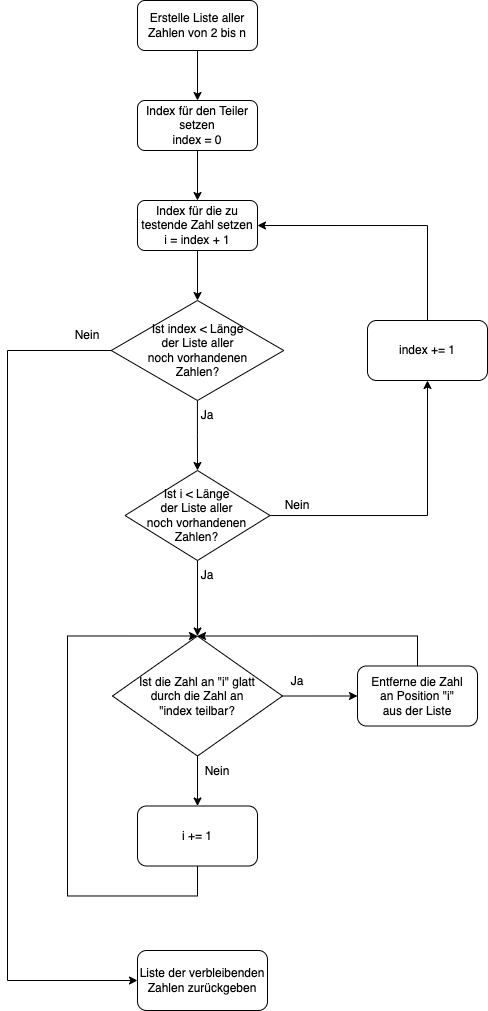 Erstelle Liste aller
Zahlen von 2 bis n
Index für den Teiler
setzen
index = 0
Index für die zu
testende Zahl setzen
i = index + 1
Nein
Ist index < Länge
der Liste aller
noch vorhandenen
Zahlen?
index += 1
Ja
Ist i < Länge
der Liste aller
noch vorhandenen
Zahlen?
Nein
Ja
Ist die Zahl an "i" glatt
durch die Zahl an
"index teilbar?
Ja
Entferne die Zahl
an Position "i"
aus der Liste
Nein
i += 1
Liste der verbleibenden
Zahlen zurückgeben